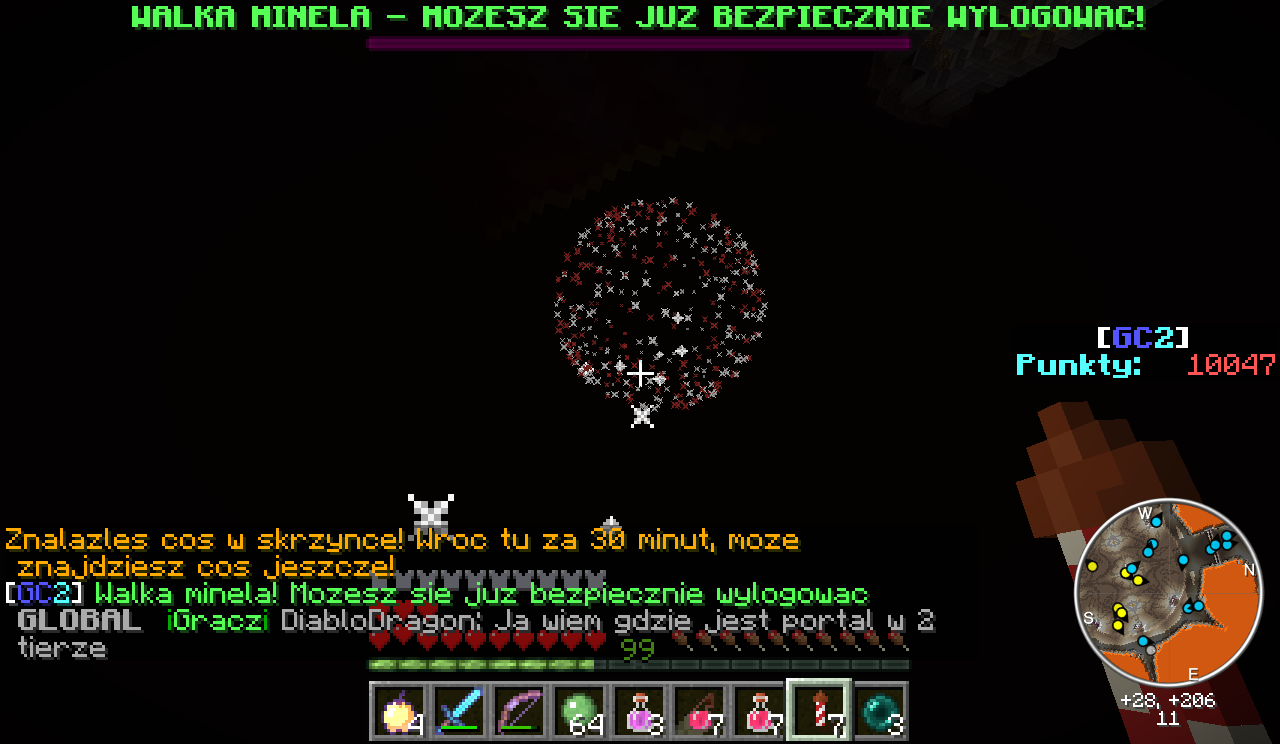 WALKA MINELA - MOZESZ SIE JUZ BEZPIECZNIE WYLOGOWAC!
[GC2]
Punkty: 10047
Znalazles cos w skrzynce! Wroc tu za 30 minut, moze
znajdziesz cos jeszcze!
[GC2] Walka minela! Mozesz sie juz bezpiecznie wylogowac
GLOBAL iGraczi DiabloDragon: Ja wiem gdzie jest portal w 2
tierze
99
W
N
S
E
+28, +206
11
4 64 3 7 7 7 3